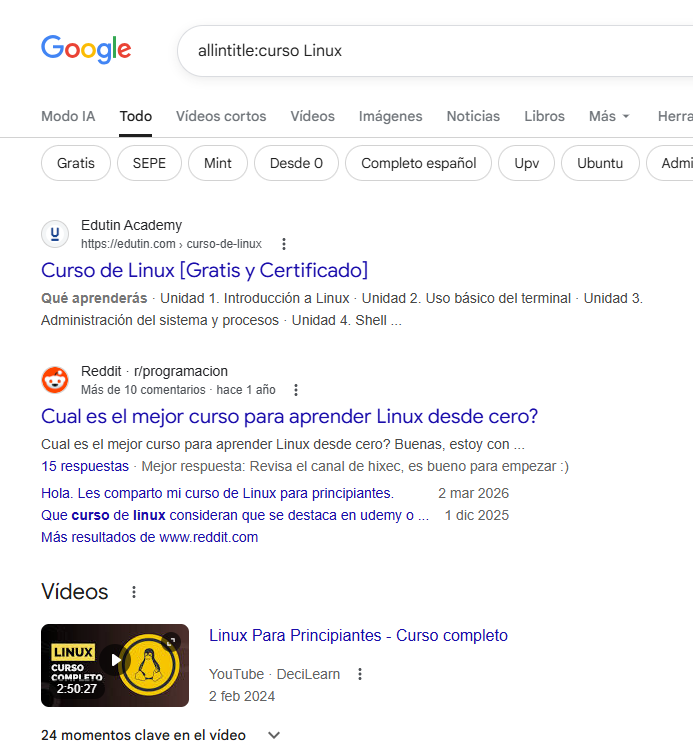 Google
allintitle:curso Linux
Modo IA Todo Vídeos cortos Vídeos Imágenes Noticias Libros Más Herra
Gratis SEPE Mint Desde 0 Completo español Upv Ubuntu Admi
Edutin Academy
https://edutin.com › curso-de-linux
Curso de Linux [Gratis y Certificado]
Qué aprenderás · Unidad 1. Introducción a Linux · Unidad 2. Uso básico del terminal · Unidad 3.
Administración del sistema y procesos · Unidad 4. Shell ...
Reddit · r/programacion
Más de 10 comentarios · hace 1 año
Cual es el mejor curso para aprender Linux desde cero?
Cual es el mejor curso para aprender Linux desde cero? Buenas, estoy con ...
15 respuestas · Mejor respuesta: Revisa el canal de hixec, es bueno para empezar :)
Hola. Les comparto mi curso de Linux para principiantes. 2 mar 2026
Que curso de linux consideran que se destaca en udemy o ... 1 dic 2025
Más resultados de www.reddit.com
Vídeos
LINUX
CURSO
COMPLETO
2:50:27
Linux Para Principiantes - Curso completo
YouTube · DeciLearn
2 feb 2024
24 momentos clave en el vídeo